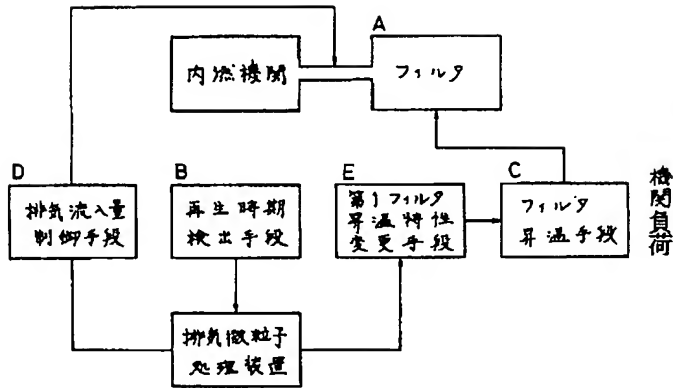 A
内燃機関
フィルタ
D
B
E
C
排気流入量
制御手段
再生時期
検出手段
第1フィルタ
昇温特性
変更手段
フィルタ
昇温手段
機関負荷
排気微粒子
処理装置